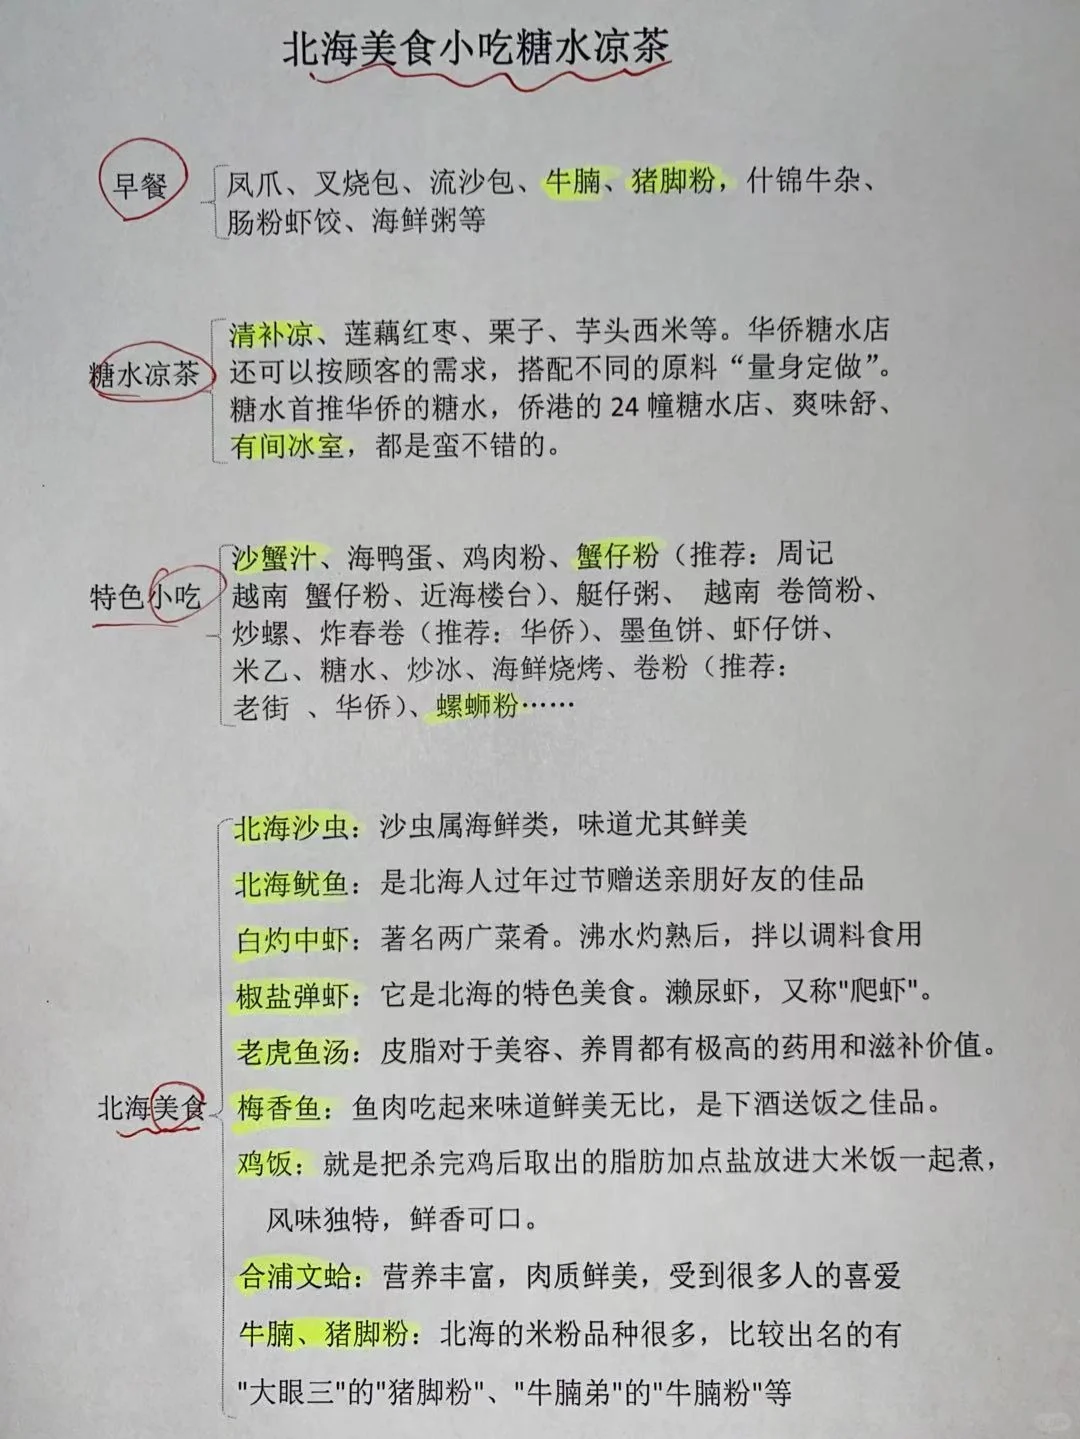 北海美食小吃糖水凉茶
早餐
凤爪、叉烧包、流沙包、牛腩、猪脚粉，什锦牛杂、
肠粉虾饺、海鲜粥等
糖水凉茶
清补凉、莲藕红枣、栗子、芋头西米等。华侨糖水店
还可以按顾客的需求，搭配不同的原料“量身定做”。
糖水首推华侨的糖水，侨港的 24 幢糖水店、爽味舒、
有间冰室，都是蛮不错的。
特色小吃
沙蟹汁、海鸭蛋、鸡肉粉、蟹仔粉（推荐：周记
越南 蟹仔粉、近海楼台）、艇仔粥、 越南 卷筒粉、
炒螺、炸春卷（推荐：华侨）、墨鱼饼、虾仔饼、
米乙、糖水、炒冰、海鲜烧烤、卷粉（推荐：
老街 、华侨）、螺蛳粉……
北海美食
北海沙虫：沙虫属海鲜类，味道尤其鲜美
北海鱿鱼：是北海人过年过节赠送亲朋好友的佳品
白灼中虾：著名两广菜肴。沸水灼熟后，拌以调料食用
椒盐弹虾：它是北海的特色美食。濑尿虾，又称"爬虾"。
老虎鱼汤：皮脂对于美容、养胃都有极高的药用和滋补价值。
梅香鱼：鱼肉吃起来味道鲜美无比，是下酒送饭之佳品。
鸡饭：就是把杀完鸡后取出的脂肪加点盐放进大米饭一起煮，
风味独特，鲜香可口。
合浦文蛤：营养丰富，肉质鲜美，受到很多人的喜爱
牛腩、猪脚粉：北海的米粉品种很多，比较出名的有
"大眼三"的"猪脚粉"、"牛腩弟"的"牛腩粉"等